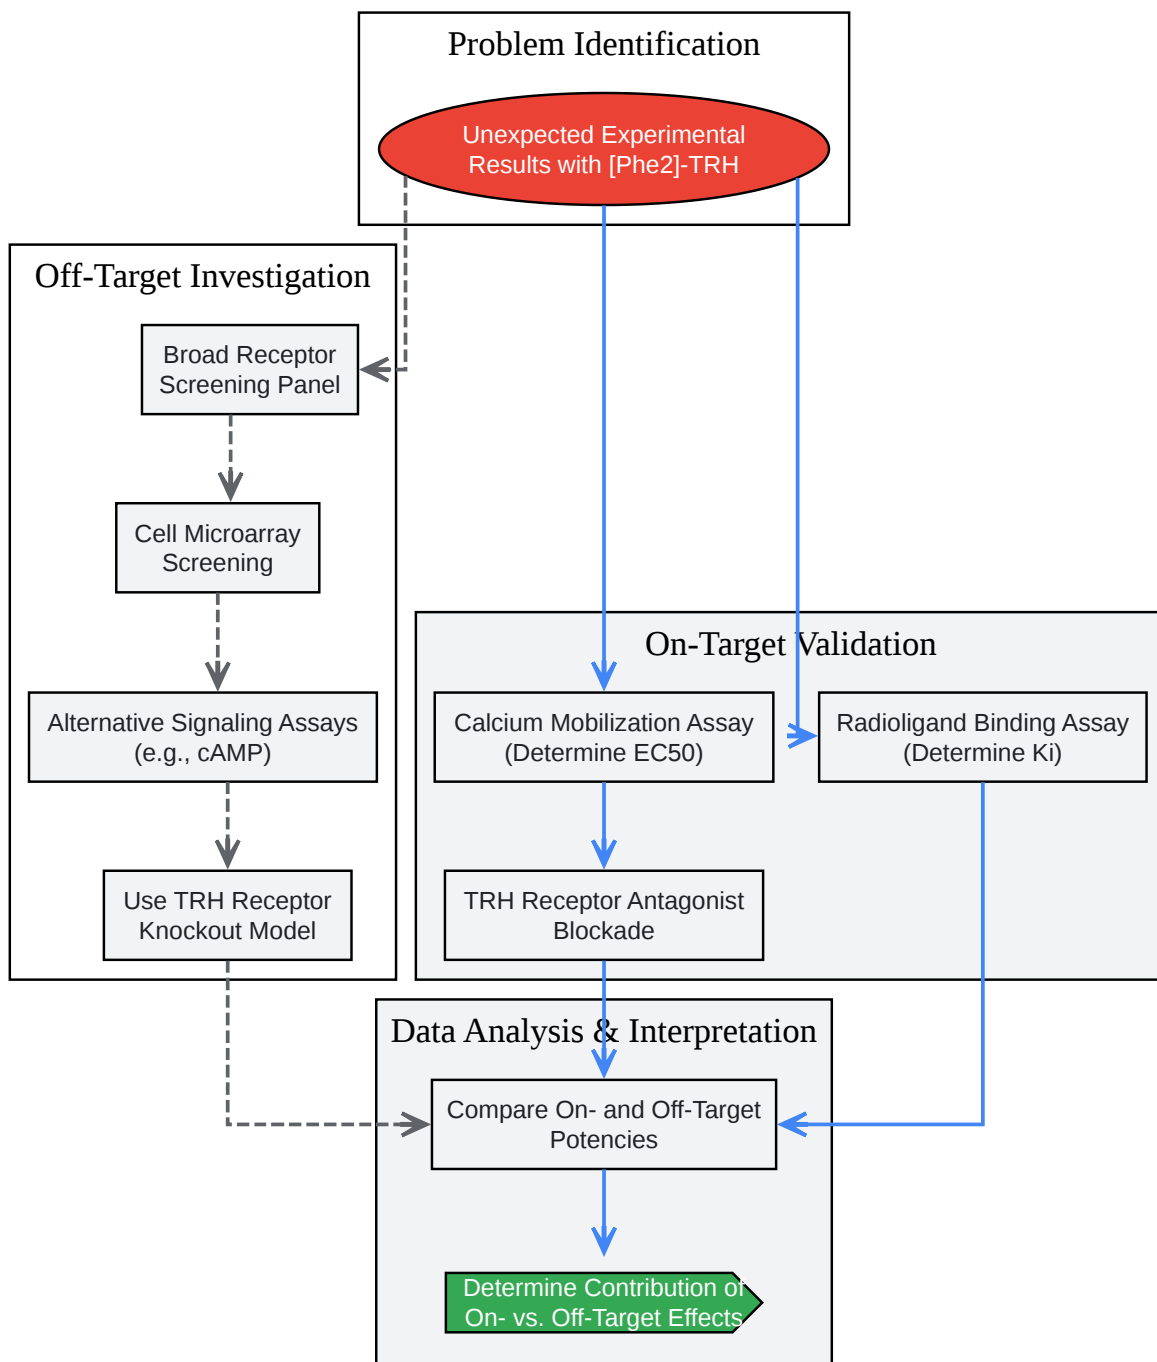 Problem Identification
Unexpected Experimental
Results with [Phe2]-TRH
Off-Target Investigation
Broad Receptor
Screening Panel
Cell Microarray
Screening
Alternative Signaling Assays
(e.g., cAMP)
Use TRH Receptor
Knockout Model
On-Target Validation
Calcium Mobilization Assay
(Determine EC50)
Radioligand Binding Assay
(Determine Ki)
TRH Receptor Antagonist
Blockade
Data Analysis & Interpretation
Compare On- and Off-Target
Potencies
Determine Contribution of
On- vs. Off-Target Effects